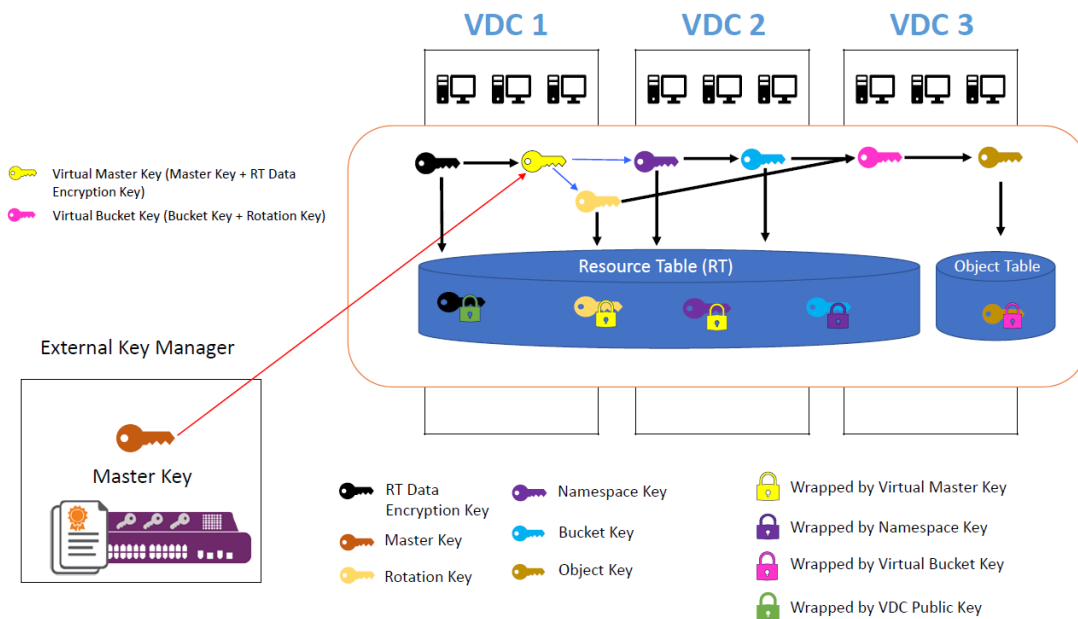 VDC 1
VDC 2
VDC 3
Virtual Master Key (Master Key + RT Data
Encryption Key)
Virtual Bucket Key (Bucket Key + Rotation Key)
Resource Table (RT)
Object Table
External Key Manager
Master Key
RT Data
Encryption Key
Master Key
Rotation Key
Namespace Key
Bucket Key
Object Key
Wrapped by Virtual Master Key
Wrapped by Namespace Key
Wrapped by Virtual Bucket Key
Wrapped by VDC Public Key